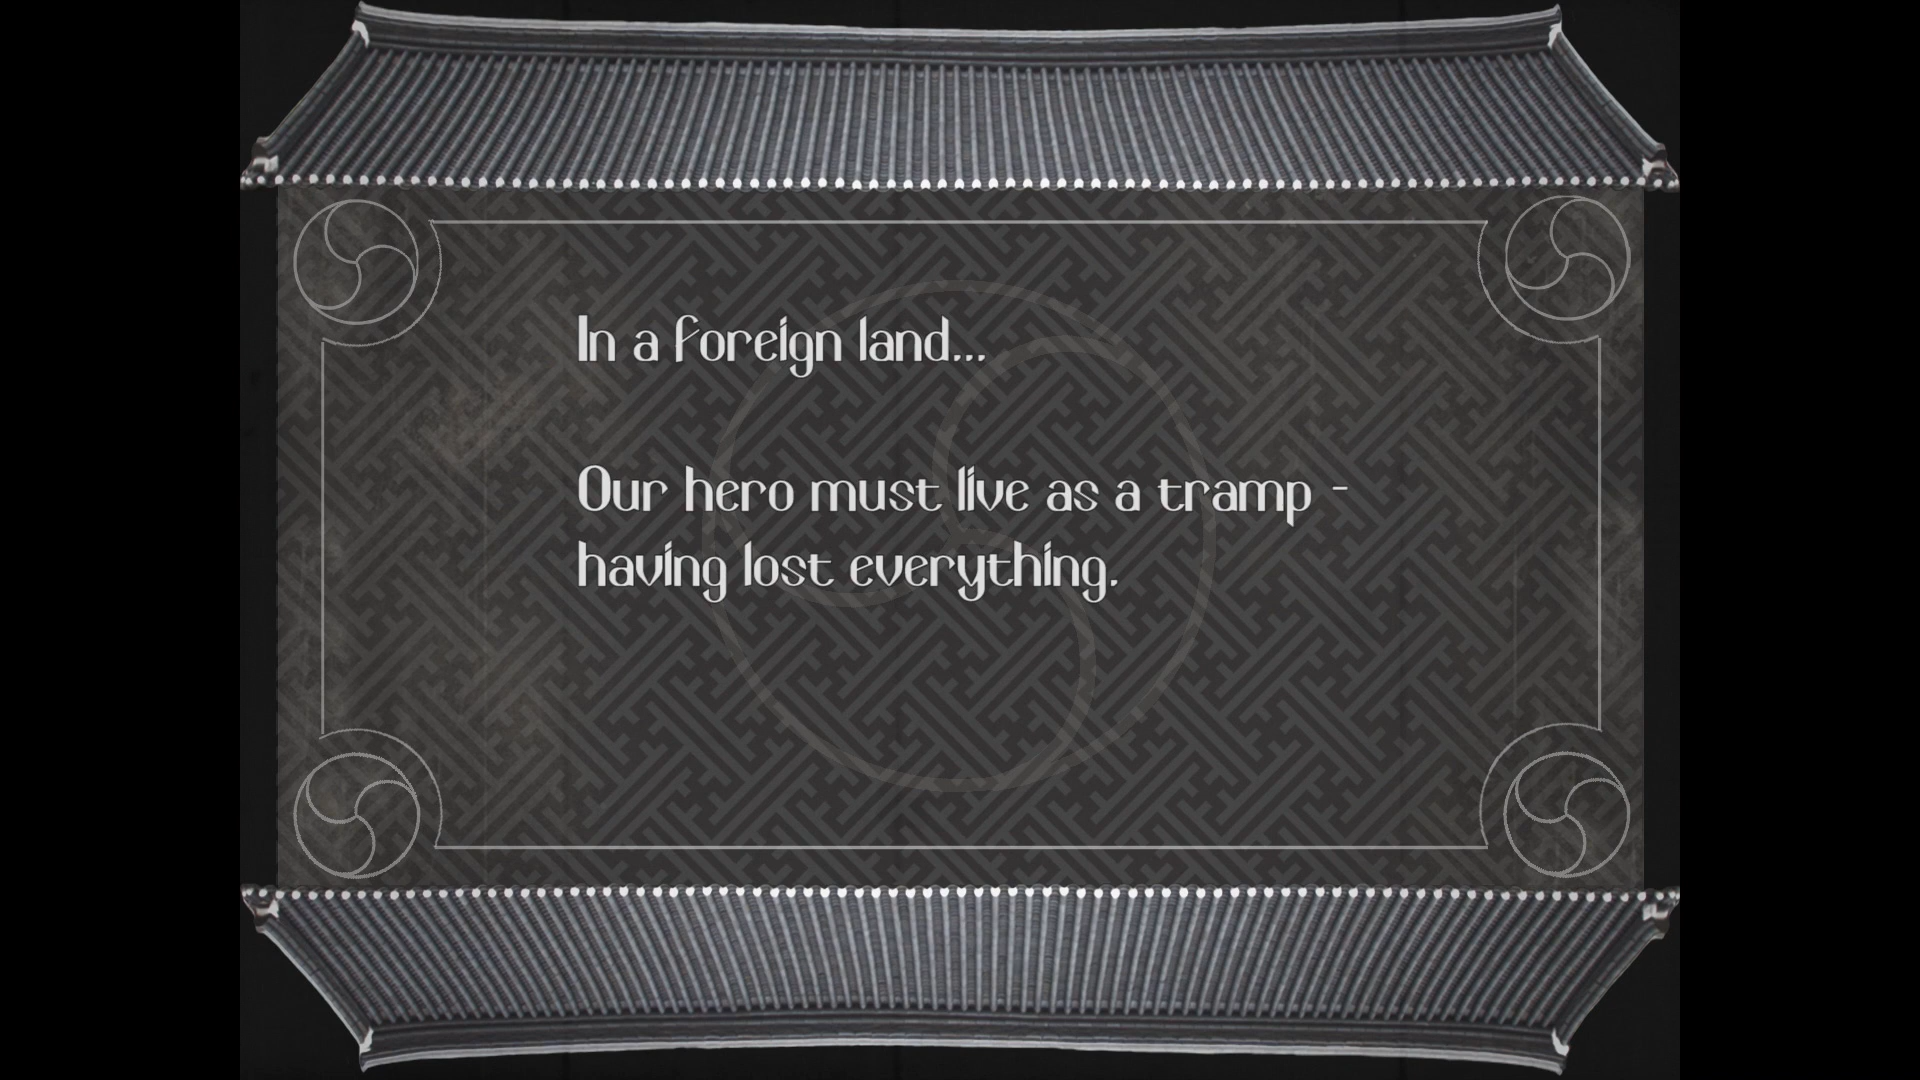 In a foreign land...
Our hero must live as a tramp -
having lost everything.